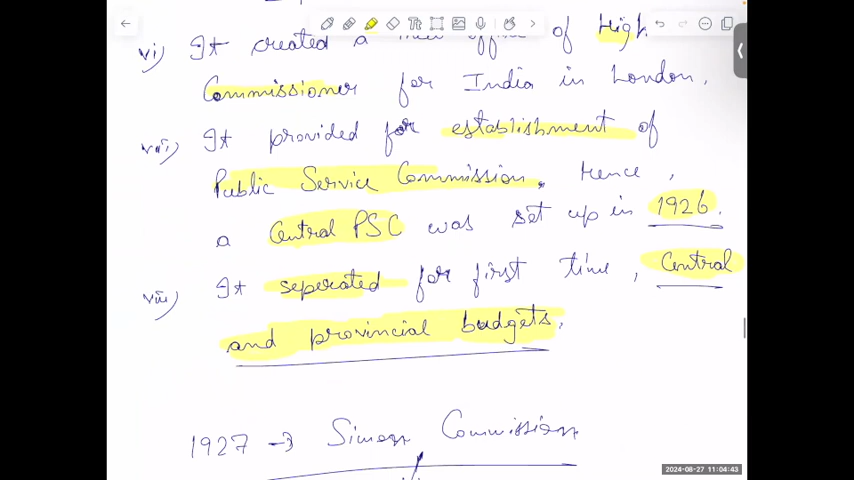 vi) It created a new office of High
Commissioner for India in London.
vii) It provided for establishment of
Public Service Commission. Hence,
a Central PSC was set up in 1926.
viii) It seperated for first time, Central
and provincial budgets.
1927 → Simon Commission
2024-08-27 11:04:43